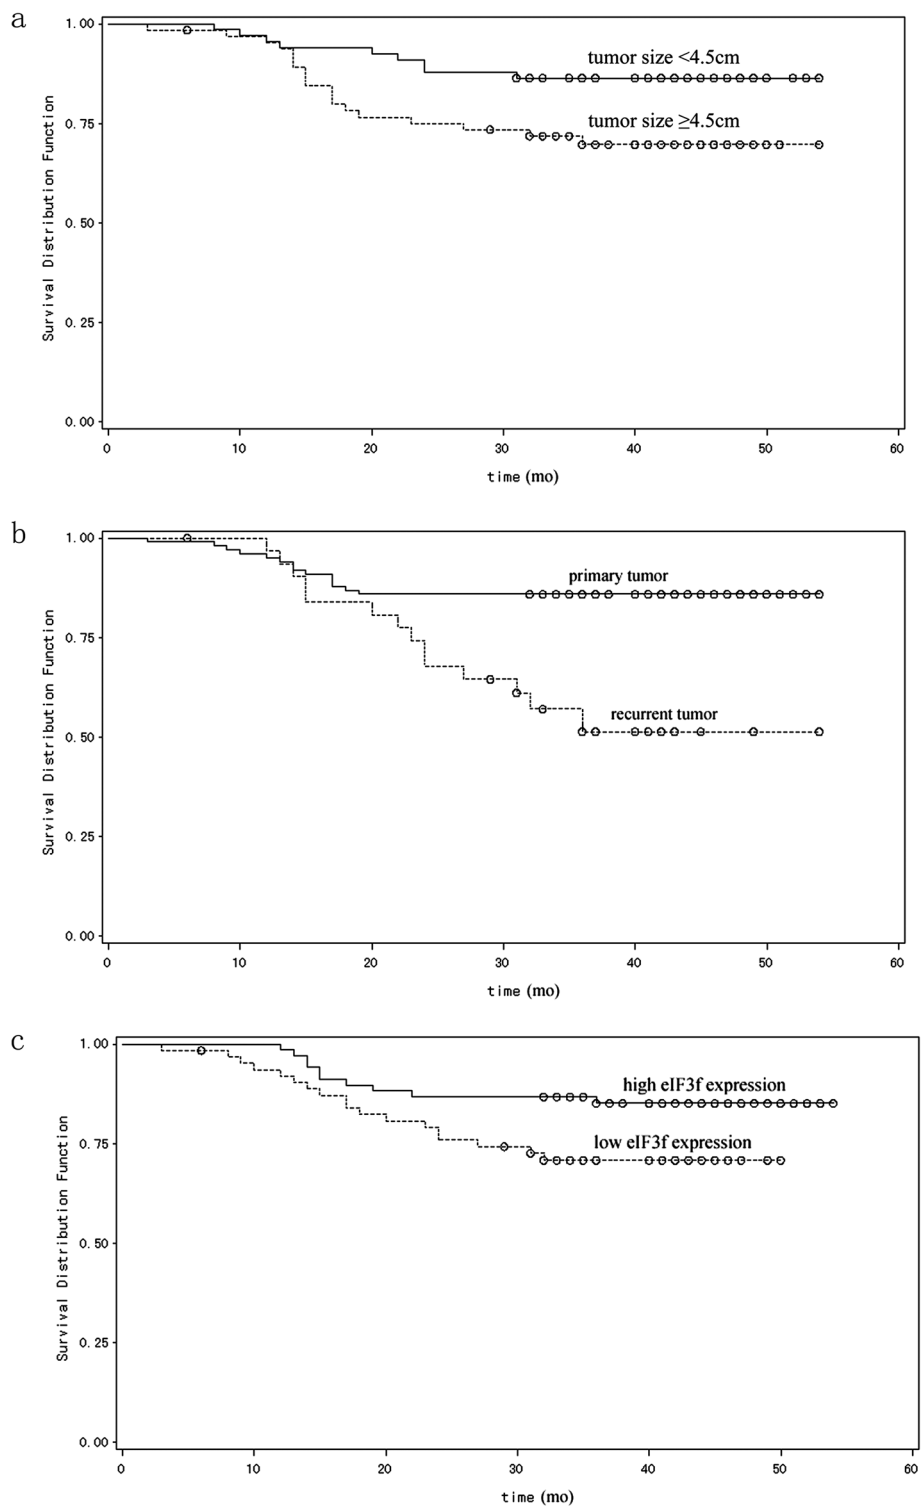 a
1.00
tumor size <4.5cm
tumor size ≥4.5cm
0.75
0.50
0.25
0.00
Survival Distribution Function
0 10 20 30 40 50 60
time (mo)
b
1.00
primary tumor
0.75
recurrent tumor
0.50
0.25
0.00
Survival Distribution Function
0 10 20 30 40 50 60
time (mo)
c
1.00
high eIF3f expression
low eIF3f expression
0.75
0.50
0.25
0.00
Survival Distribution Function
0 10 20 30 40 50 60
time (mo)